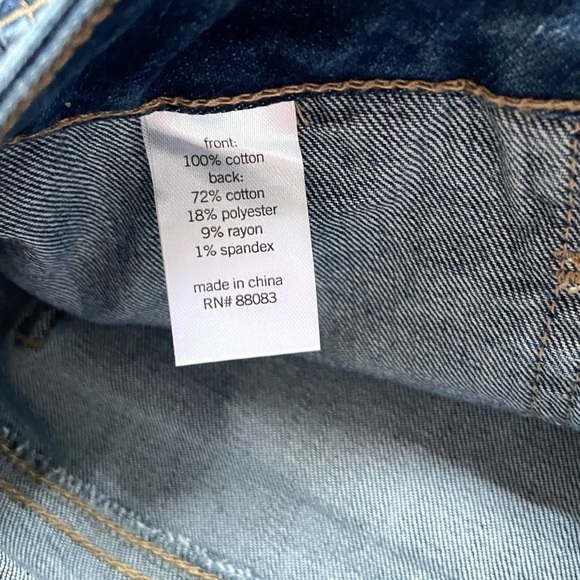 front:
100% cotton
back:
72% cotton
18% polyester
9% rayon
1% spandex
made in china
RN# 88083